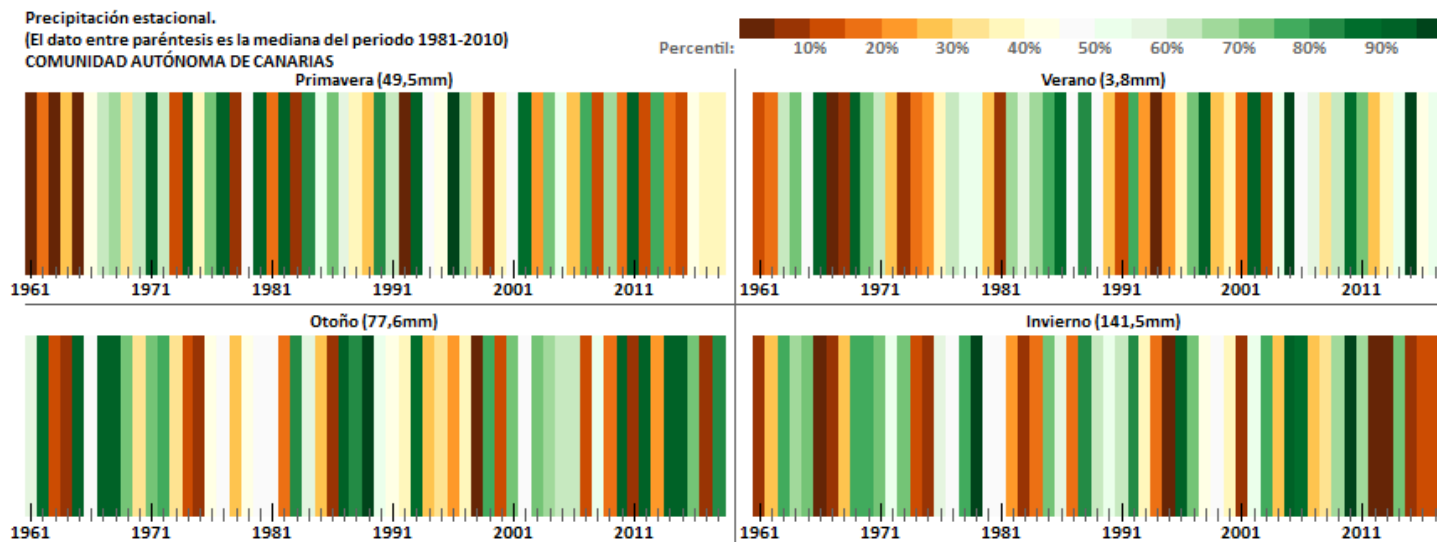 Precipitación estacional.
(El dato entre paréntesis es la mediana del periodo 1981-2010)
COMUNIDAD AUTÓNOMA DE CANARIAS
Percentil: 10% 20% 30% 40% 50% 60% 70% 80% 90%
Primavera (49,5mm)
1961 1971 1981 1991 2001 2011
Verano (3,8mm)
1961 1971 1981 1991 2001 2011
Otoño (77,6mm)
1961 1971 1981 1991 2001 2011
Invierno (141,5mm)
1961 1971 1981 1991 2001 2011